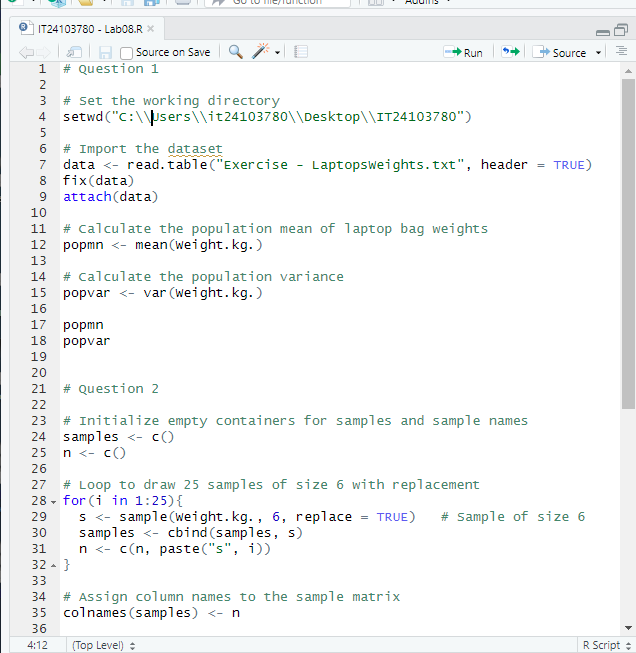 Go to file/function
Addins
IT24103780 - Lab08.R
Source on Save
Run
Source
1 # Question 1
2
3 # Set the working directory
4 setwd("C:\\Users\\it24103780\\Desktop\\IT24103780")
5
6 # Import the dataset
7 data <- read.table("Exercise - LaptopsWeights.txt", header = TRUE)
8 fix(data)
9 attach(data)
10
11 # Calculate the population mean of laptop bag weights
12 popmn <- mean(Weight.kg.)
13
14 # Calculate the population variance
15 popvar <- var(Weight.kg.)
16
17 popmn
18 popvar
19
20
21 # Question 2
22
23 # Initialize empty containers for samples and sample names
24 samples <- c()
25 n <- c()
26
27 # Loop to draw 25 samples of size 6 with replacement
28 for(i in 1:25){
29   s <- sample(Weight.kg., 6, replace = TRUE)   # Sample of size 6
30   samples <- cbind(samples, s)
31   n <- c(n, paste("s", i))
32 }
33
34 # Assign column names to the sample matrix
35 colnames(samples) <- n
36
4:12 (Top Level) R Script